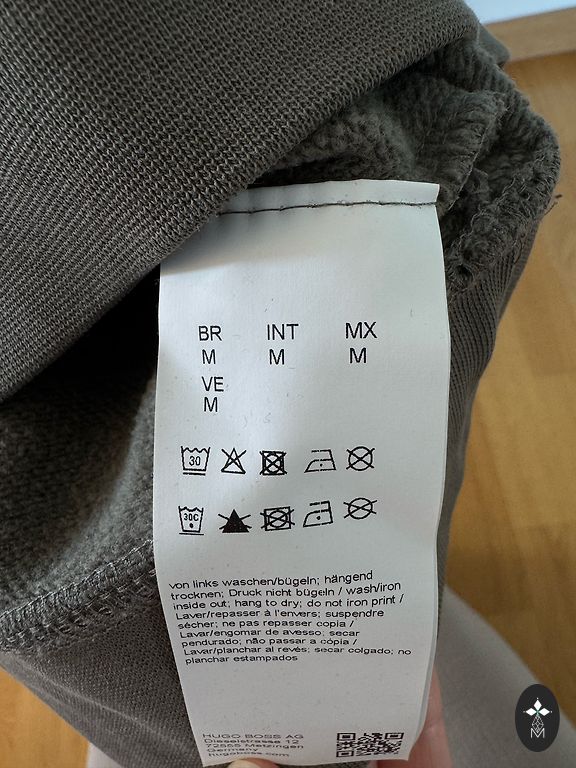 BR INT MX
M M M
VE
M
30
30C
von links waschen/bügeln; hängend
trocknen; Druck nicht bügeln / wash/iron
inside out; hang to dry; do not iron print /
Laver/repasser à l'envers; suspendre
sécher; ne pas repasser copia /
Lavar/engomar de avesso; secar
pendurado; não passar a cópia /
Lavar/planchar al revés; secar colgado; no
planchar estampados
HUGO BOSS AG
Dieselstrasse 12
72555 Metzingen
Germany
hugoboss.com
M